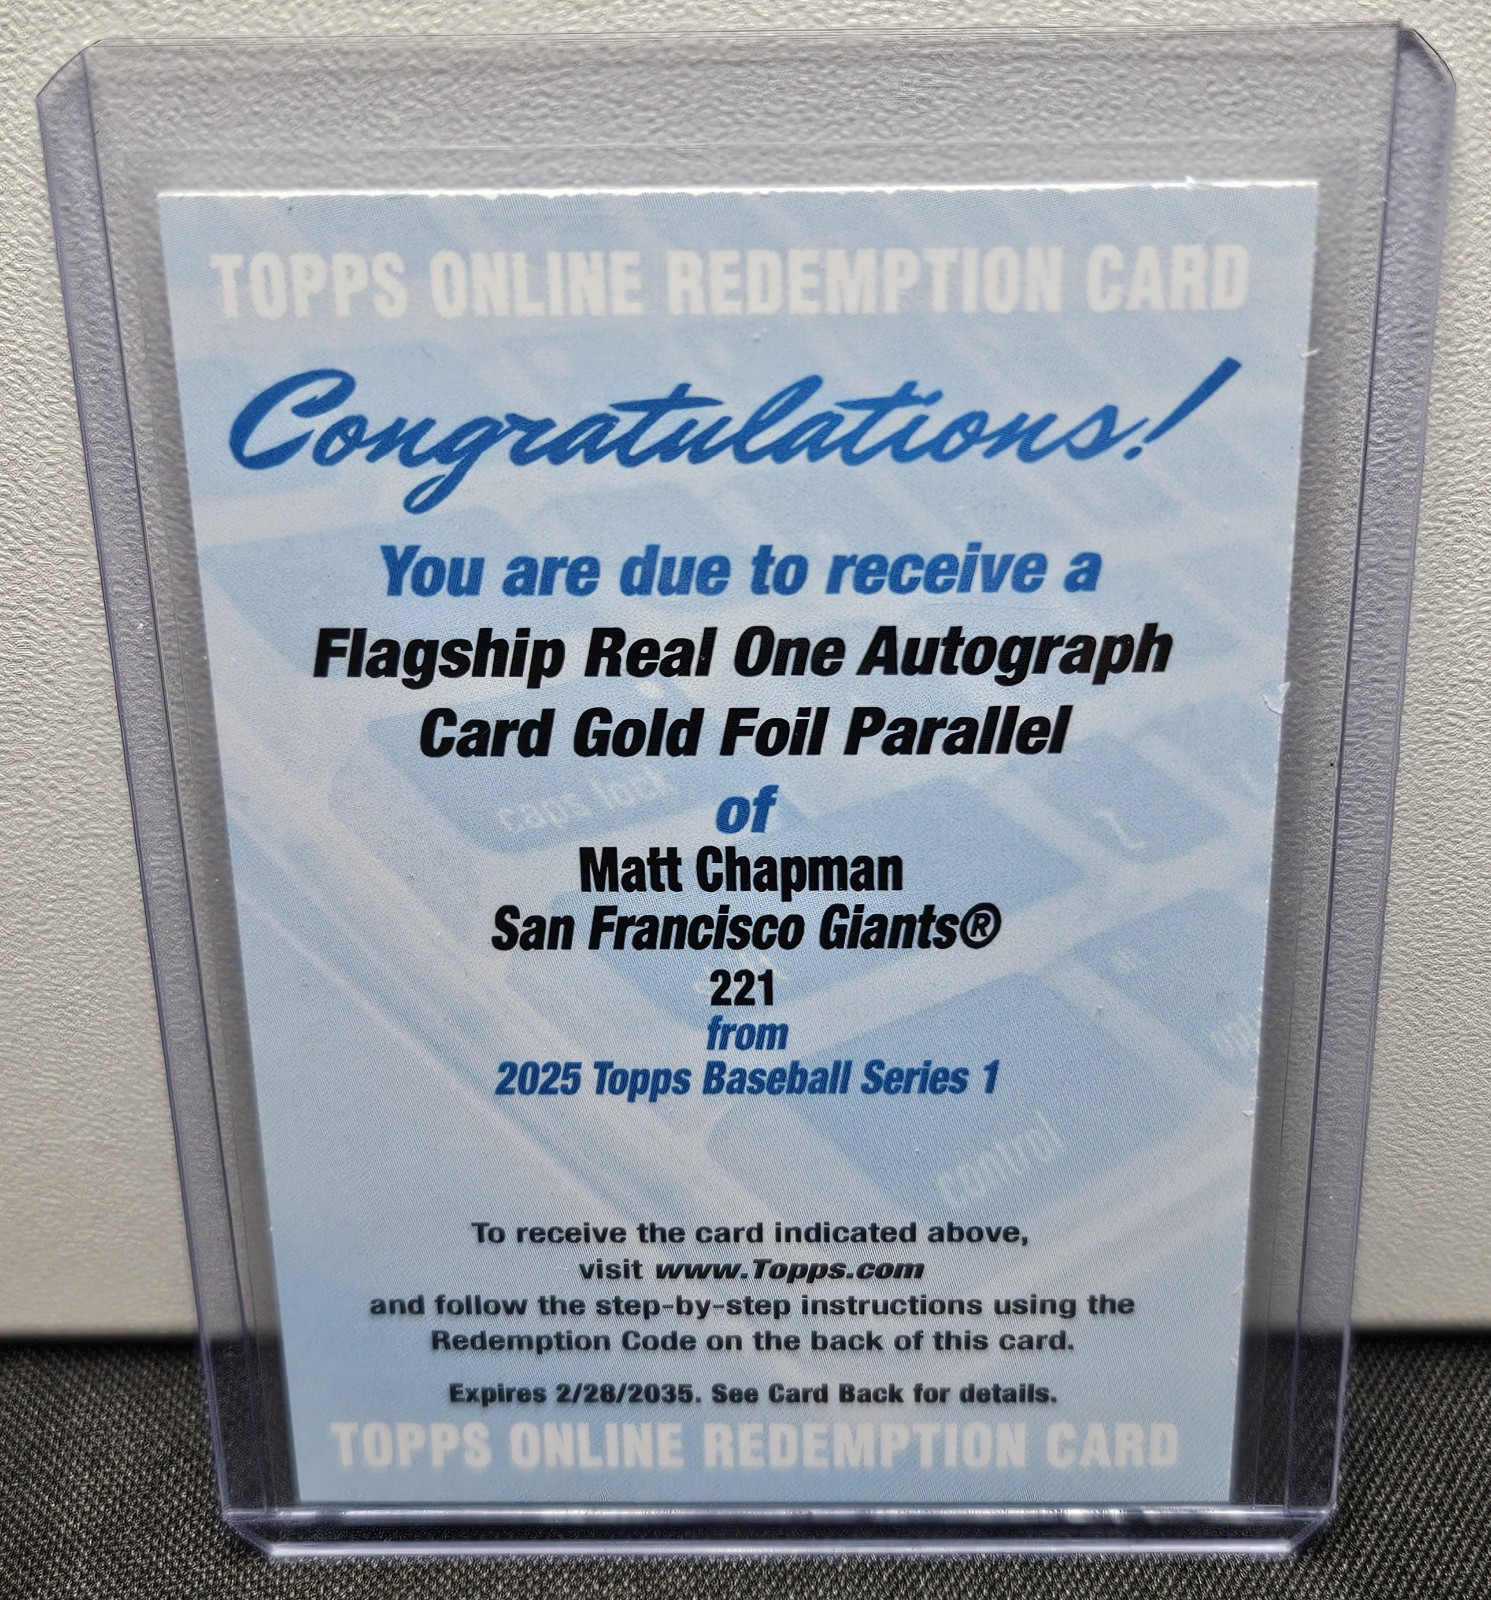 TOPPS ONLINE REDEMPTION CARD
Congratulations!
You are due to receive a
Flagship Real One Autograph
Card Gold Foil Parallel
caps lock
of
Matt Chapman
San Francisco Giants®
221
from
2025 Topps Baseball Series 1
control
To receive the card indicated above,
visit www.Topps.com
and follow the step-by-step instructions using the
Redemption Code on the back of this card.
Expires 2/28/2035. See Card Back for details.
TOPPS ONLINE REDEMPTION CARD